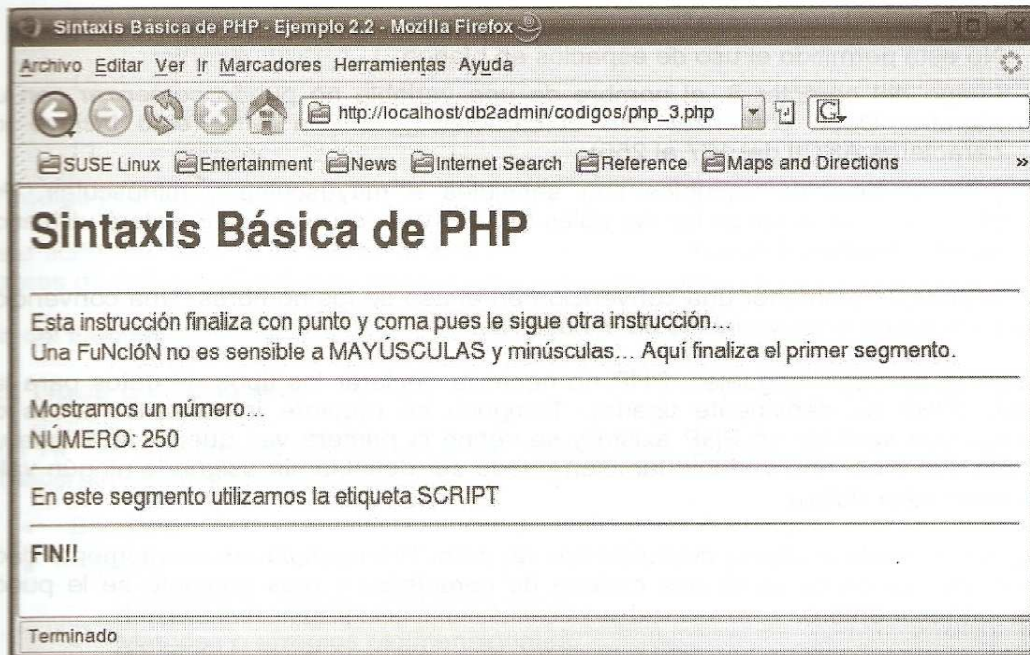 Sintaxis Básica de PHP - Ejemplo 2.2 - Mozilla Firefox
Archivo Editar Ver Ir Marcadores Herramientas Ayuda
http://localhost/db2admin/codigos/php_3.php G
SUSE Linux Entertainment News Internet Search Reference Maps and Directions »
Sintaxis Básica de PHP
Esta instrucción finaliza con punto y coma pues le sigue otra instrucción...
Una FuNcIóN no es sensible a MAYÚSCULAS y minúsculas... Aquí finaliza el primer segmento.
Mostramos un número...
NÚMERO: 250
En este segmento utilizamos la etiqueta SCRIPT
FIN!!
Terminado